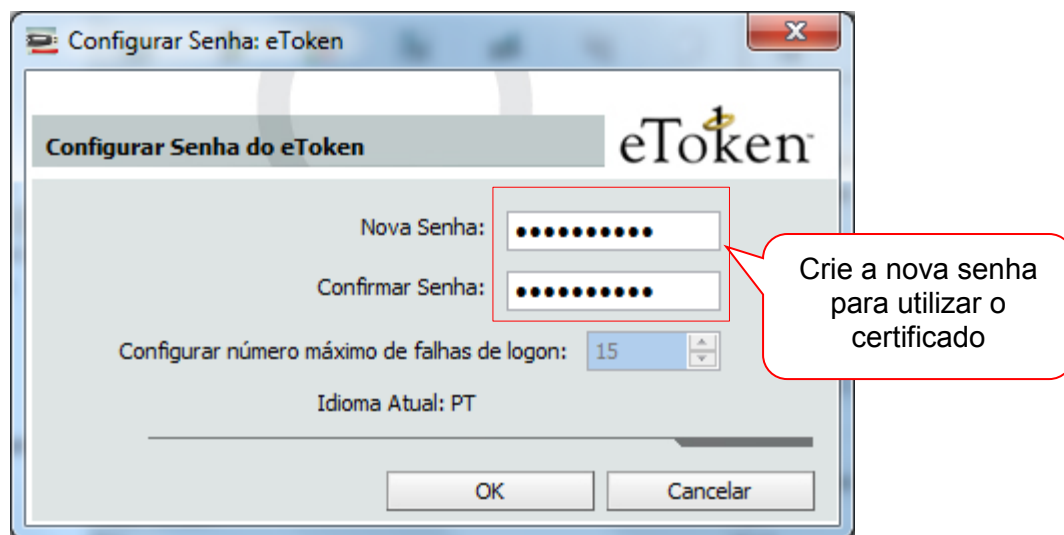 Configurar Senha: eToken
Configurar Senha do eToken
eToken
Nova Senha: ••••••••••
Confirmar Senha: ••••••••••
Configurar número máximo de falhas de logon: 15
Idioma Atual: PT
OK
Cancelar
Crie a nova senha
para utilizar o
certificado